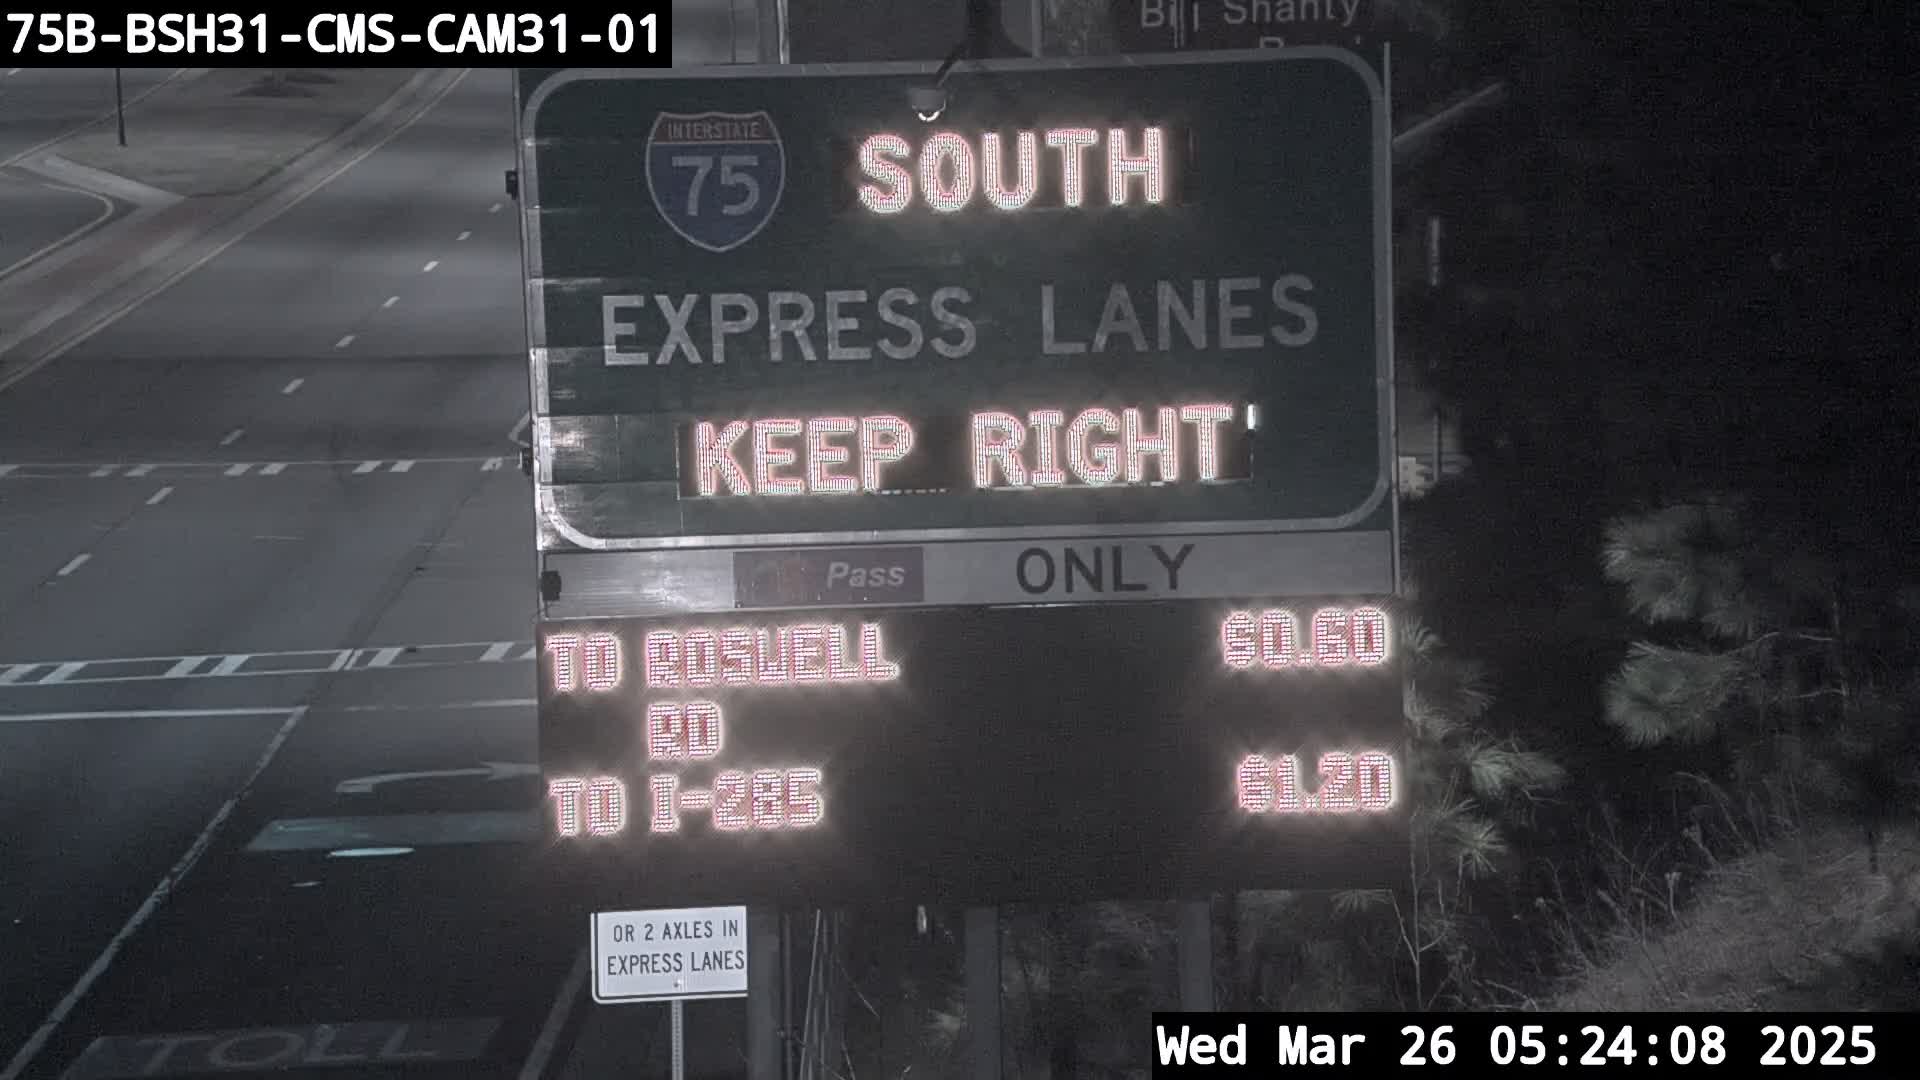 75B-BSH31-CMS-CAM31-01
Shanty
INTERSTATE
75
SOUTH
EXPRESS LANES
KEEP RIGHT
Pass ONLY
TO ROSWELL $0.60
RD
TO I-285 $1.20
OR 2 AXLES IN
EXPRESS LANES
TOLL
Wed Mar 26 05:24:08 2025